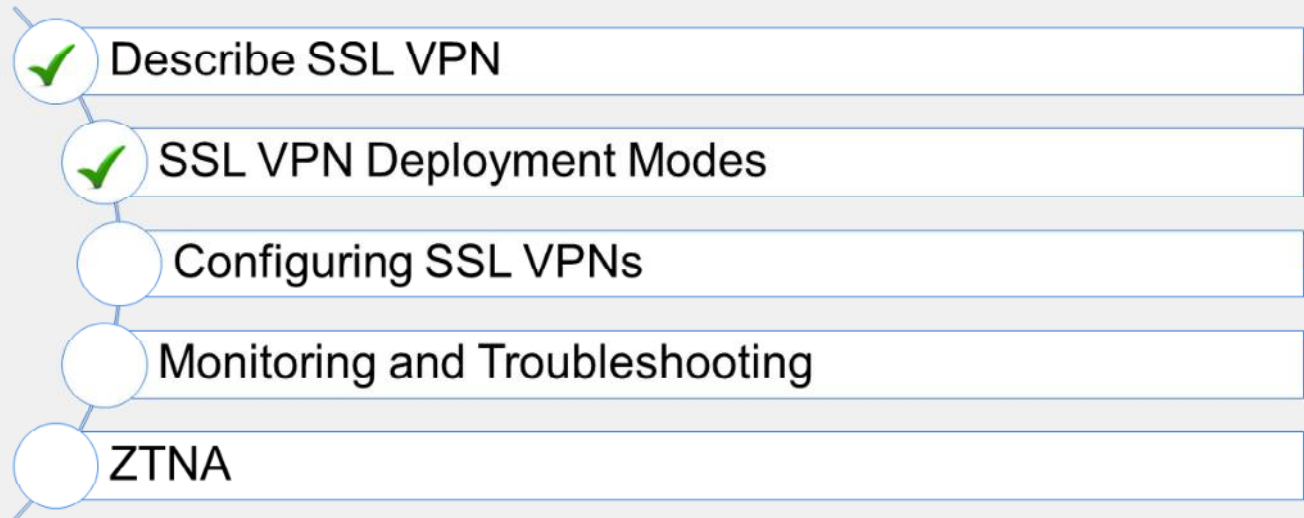 Describe SSL VPN
SSL VPN Deployment Modes
Configuring SSL VPNs
Monitoring and Troubleshooting
ZTNA